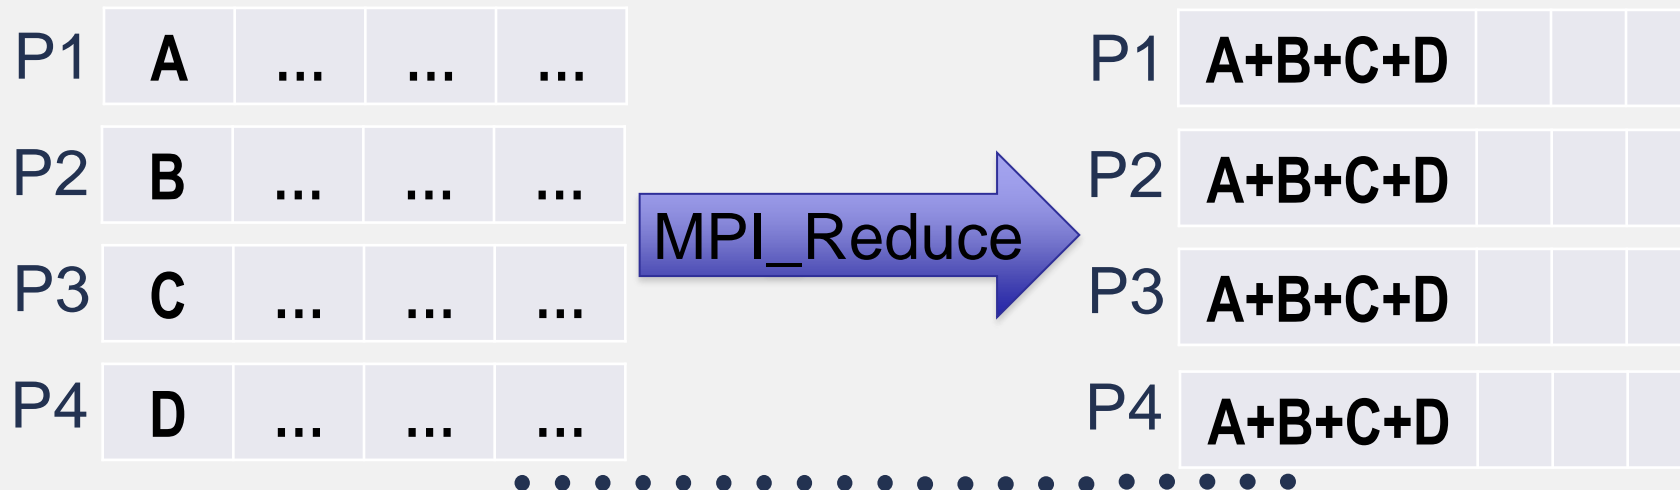 P1 A ... ... ... P1 A+B+C+D
P2 B ... ... ... P2 A+B+C+D
MPI_Reduce
P3 C ... ... ... P3 A+B+C+D
P4 D ... ... ... P4 A+B+C+D